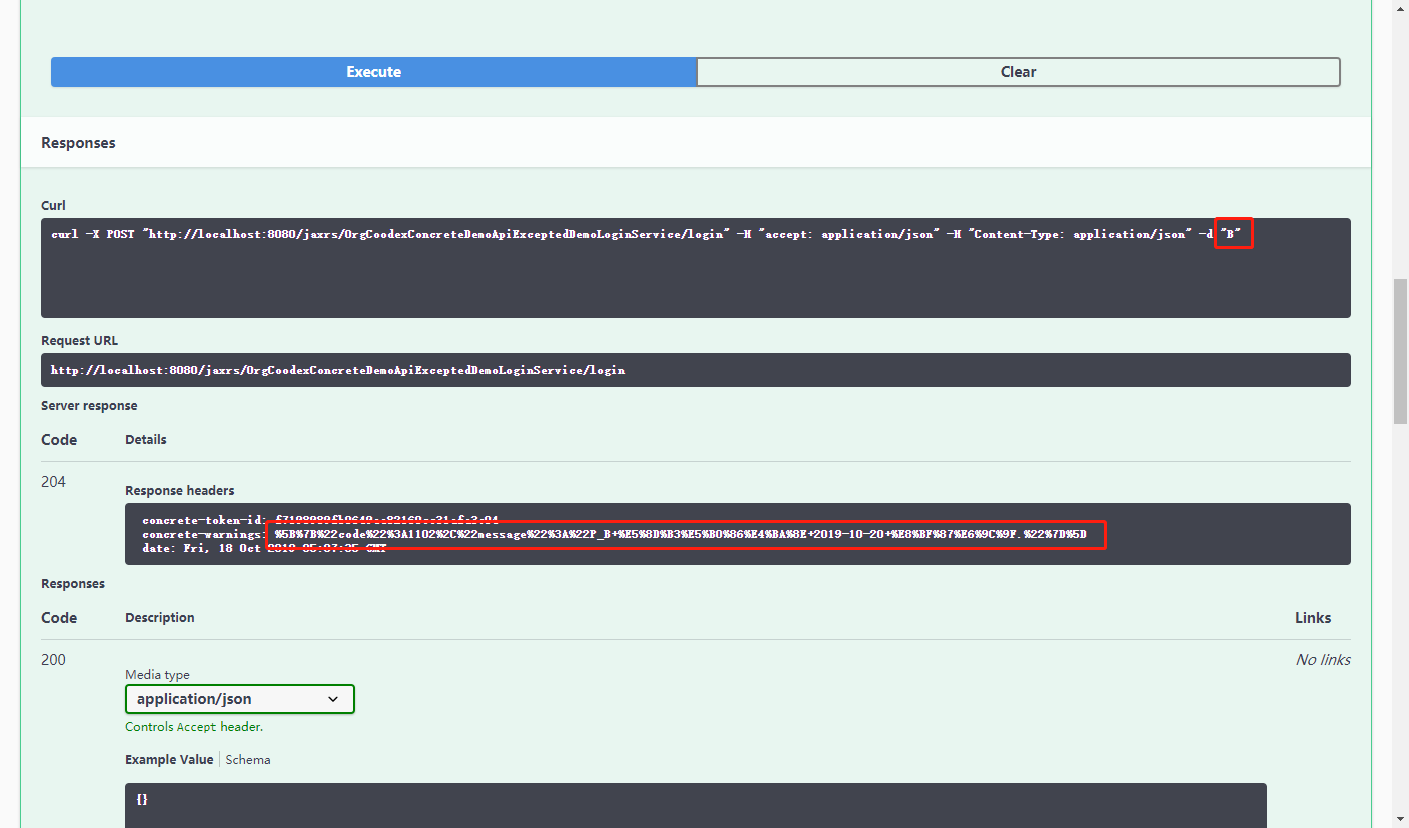 Execute
Clear
Responses
Curl
curl -X POST "http://localhost:8080/jaxrs/OrgCoodexConcreteDemoApiExceptedDemoLoginService/login" -H "accept: application/json" -H "Content-Type: application/json" -d "B"
Request URL
http://localhost:8080/jaxrs/OrgCoodexConcreteDemoApiExceptedDemoLoginService/login
Server response
Code Details
204
Response headers
concrete-token-id:
concrete-warnings: %5B%7B%22code%22%3A1102%2C%22message%22%3A%22P_B+%E5%8D%B3%E5%B0%86%E4%BA%8E+2019-10-20+%E8%BF%87%E6%9C%9F.%22%7D%5D
date: Fri, 18 Oct 2019 GMT
Responses
Code Description Links
200 No links
Media type
application/json
Controls Accept header.
Example Value Schema
{}